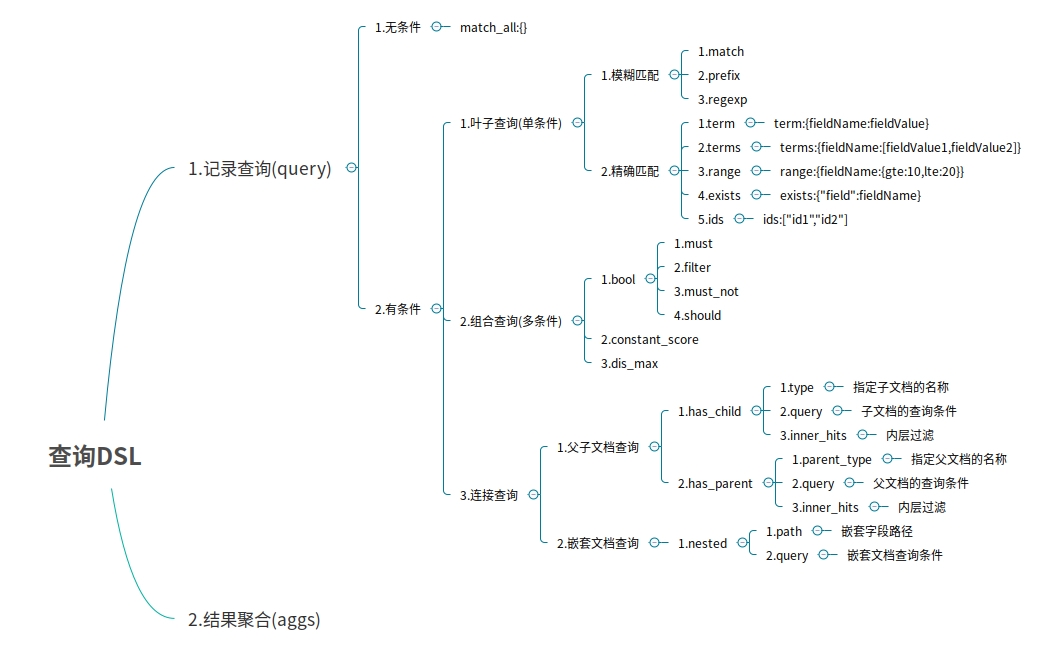 查询DSL
1.记录查询(query)
1.无条件
match_all:{}
2.有条件
1.叶子查询(单条件)
1.模糊匹配
1.match
2.prefix
3.regexp
2.精确匹配
1.term
term:{fieldName:fieldValue}
2.terms
terms:{fieldName:[fieldValue1,fieldValue2]}
3.range
range:{fieldName:{gte:10,lte:20}}
4.exists
exists:{"field":fieldName}
5.ids
ids:["id1","id2"]
2.组合查询(多条件)
1.bool
1.must
2.filter
3.must_not
4.should
2.constant_score
3.dis_max
3.连接查询
1.父子文档查询
1.has_child
1.type
指定子文档的名称
2.query
子文档的查询条件
3.inner_hits
内层过滤
2.has_parent
1.parent_type
指定父文档的名称
2.query
父文档的查询条件
3.inner_hits
内层过滤
2.嵌套文档查询
1.nested
1.path
嵌套字段路径
2.query
嵌套文档查询条件
2.结果聚合(aggs)